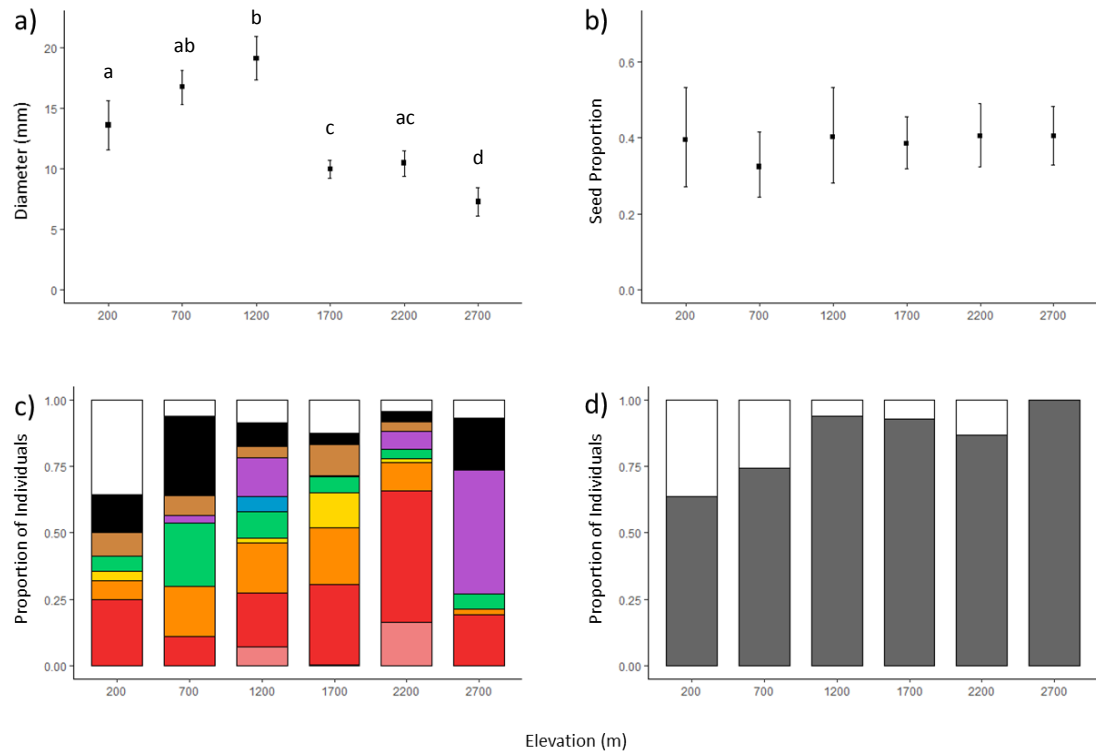 a)
Diameter (mm)
20
15
10
5
0
a
ab
b
c
ac
d
200 700 1200 1700 2200 2700
b)
Seed Proportion
0.6
0.4
0.2
0.0
200 700 1200 1700 2200 2700
c)
Proportion of Individuals
1.00
0.75
0.50
0.25
0.00
200 700 1200 1700 2200 2700
d)
Proportion of Individuals
1.00
0.75
0.50
0.25
0.00
200 700 1200 1700 2200 2700
Elevation (m)